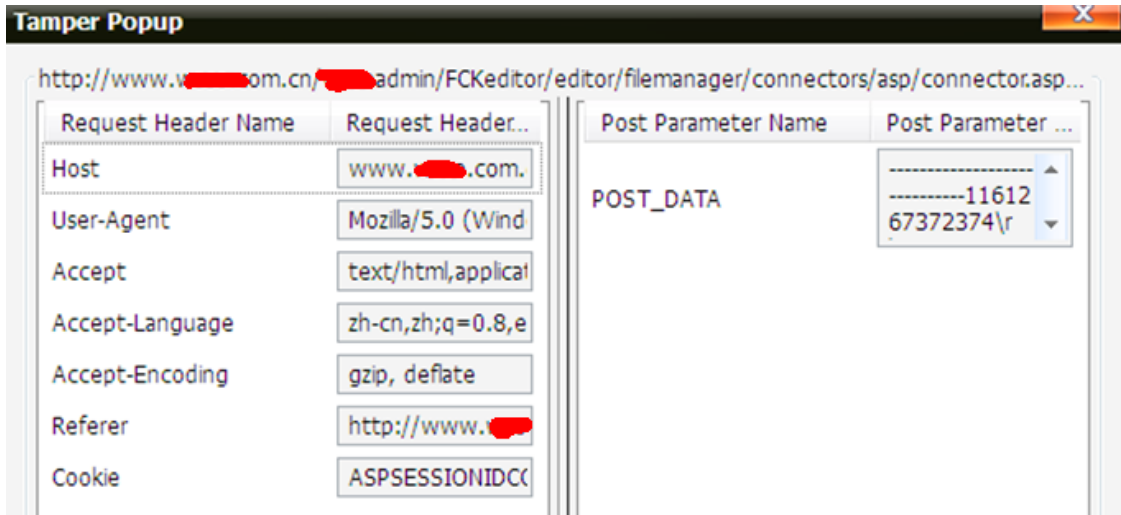 Tamper Popup
http://www.w om.cn/ admin/FCKeditor/editor/filemanager/connectors/asp/connector.asp...
Request Header Name Request Header...
Post Parameter Name Post Parameter ...
Host www. .com.
User-Agent Mozilla/5.0 (Wind
Accept text/html,applicat
Accept-Language zh-cn,zh;q=0.8,e
Accept-Encoding gzip, deflate
Referer http://www.
Cookie ASPSESSIONIDC
POST_DATA
--------------------
----------11612
67372374\r